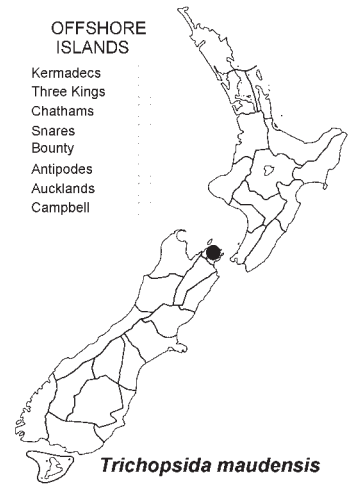 OFFSHORE
ISLANDS
Kermadecs
Three Kings
Chathams
Snares
Bounty
Antipodes
Aucklands
Campbell
Trichopsida maudensis